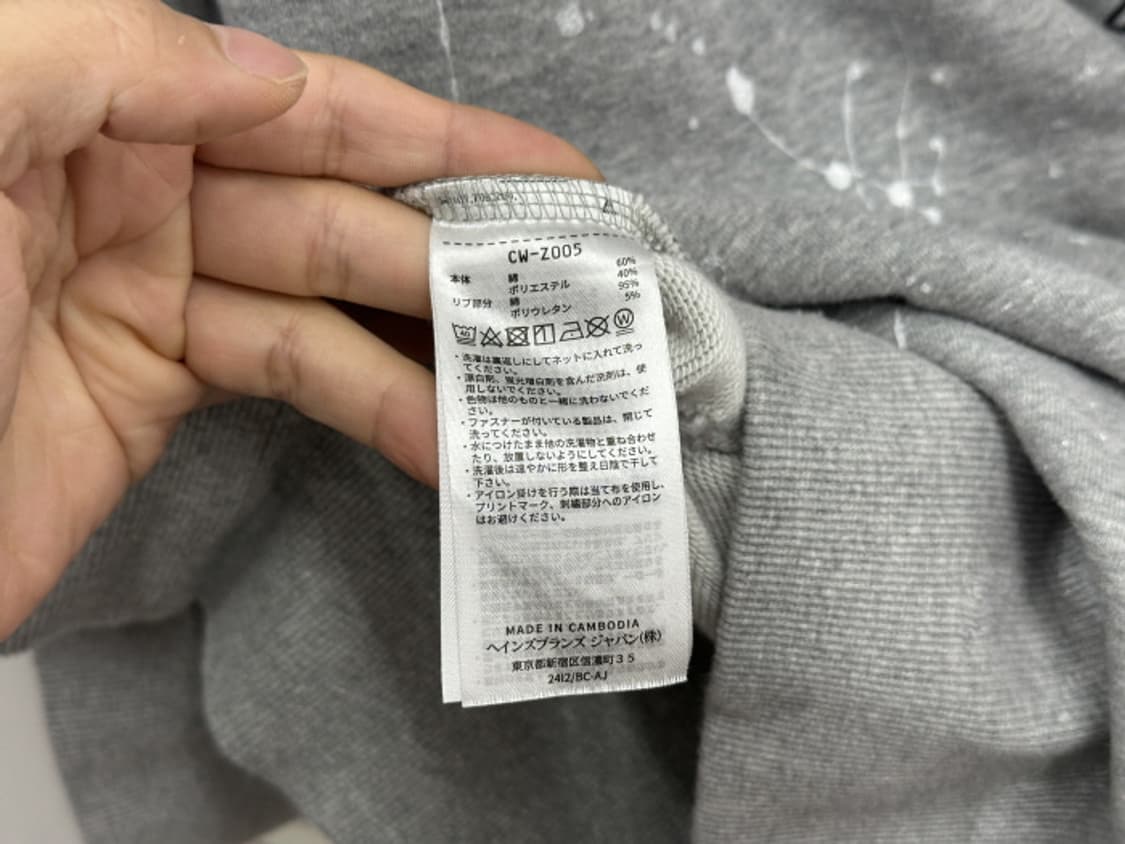 CW-Z005
本体 綿 60%
ポリエステル 40%
リブ部分 綿 95%
ポリウレタン 5%
40 W
・洗濯は裏返しにしてネットに入れて洗っ
てください。
・漂白剤、蛍光増白剤を含んだ洗剤は、使
用しないでください。
・色物は他のものと一緒に洗わないでくだ
さい。
・ファスナーが付いている製品は、閉じて
洗ってください。
・水につけたまま他の洗濯物と重ね合わせ
たり、放置しないようにしてください。
・洗濯後は速やかに形を整え日陰で干して
下さい。
・アイロン掛けを行う際は当て布を使用し、
プリントマーク、刺繍部分へのアイロン
はお避けください。
MADE IN CAMBODIA
ヘインズブランズ ジャパン(株)
東京都新宿区信濃町35
2412/BC-AJ